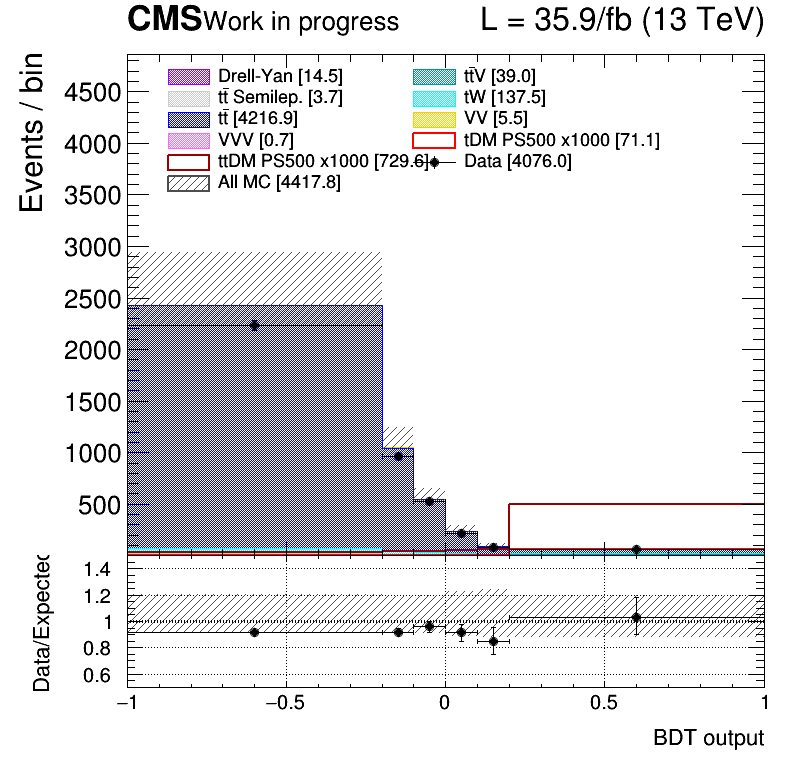 CMS Work in progress L = 35.9/fb (13 TeV)
Events / bin
4500
4000
3500
3000
2500
2000
1500
1000
500
Drell-Yan [14.5]
tt̄V [39.0]
tt̄ Semilep. [3.7]
tW [137.5]
tt̄ [4216.9]
VV [5.5]
VVV [0.7]
tDM PS500 x1000 [71.1]
ttDM PS500 x1000 [729.6]
Data [4076.0]
All MC [4417.8]
Data/Expected
1.4
1.2
1
0.8
0.6
−1 −0.5 0 0.5 1
BDT output